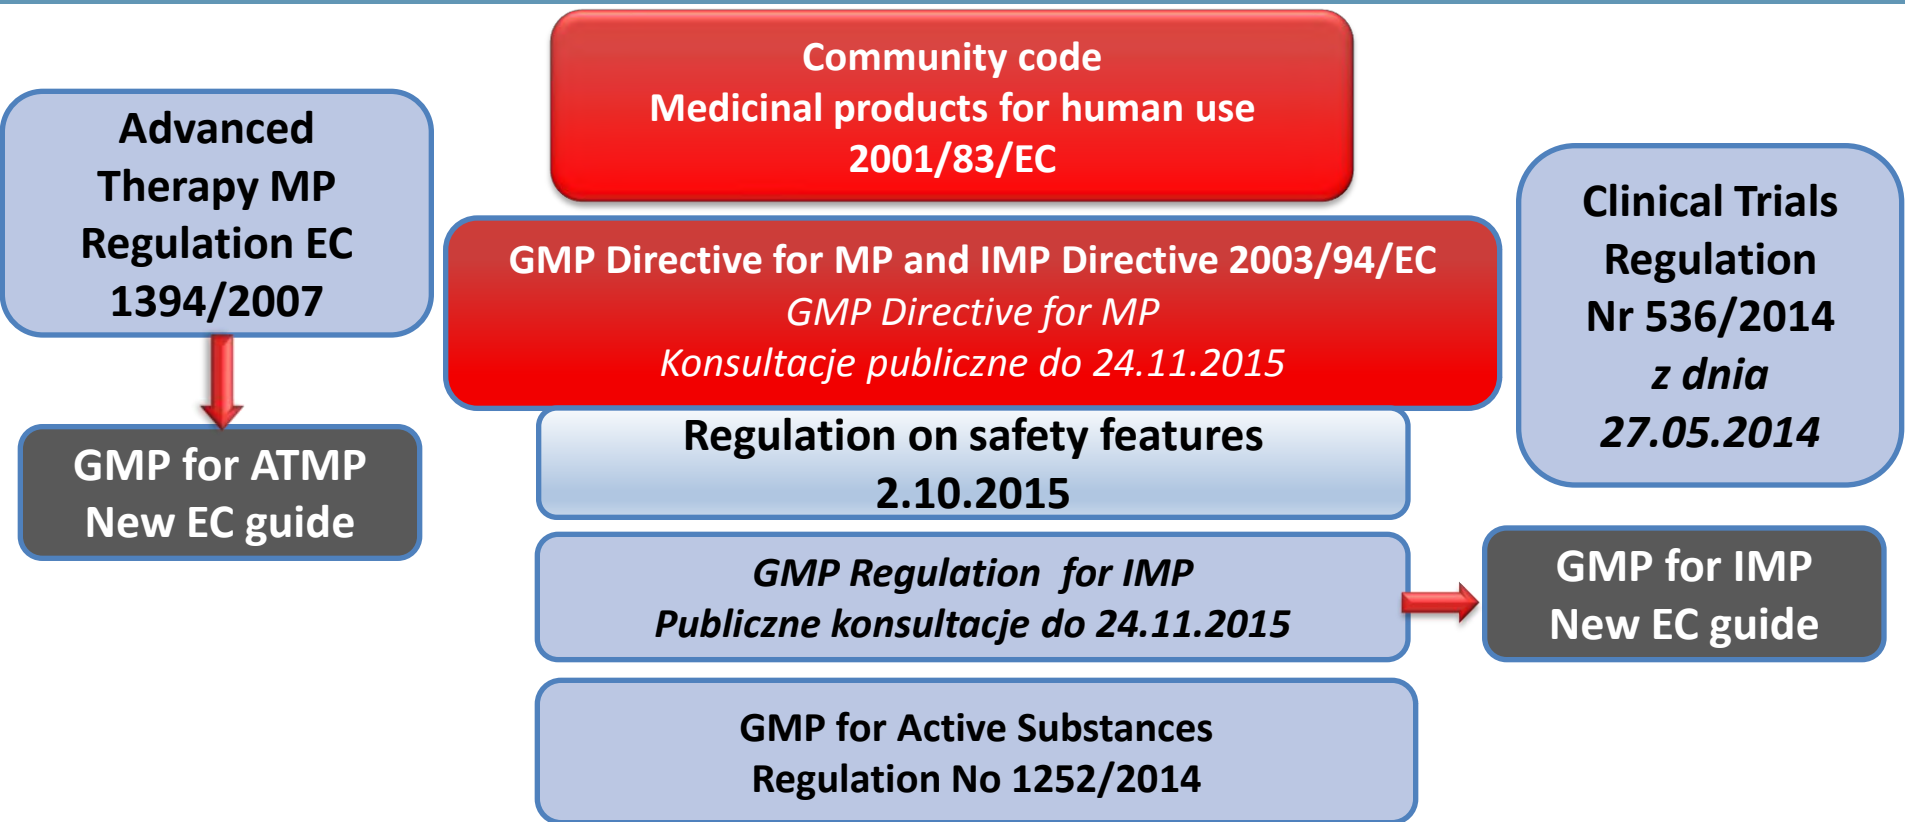 Community code
Medicinal products for human use
2001/83/EC
Advanced
Therapy MP
Regulation EC
1394/2007
GMP Directive for MP and IMP Directive 2003/94/EC
GMP Directive for MP
Konsultacje publiczne do 24.11.2015
Clinical Trials
Regulation
Nr 536/2014
z dnia
27.05.2014
Regulation on safety features
2.10.2015
GMP for ATMP
New EC guide
GMP Regulation for IMP
Publiczne konsultacje do 24.11.2015
GMP for IMP
New EC guide
GMP for Active Substances
Regulation No 1252/2014